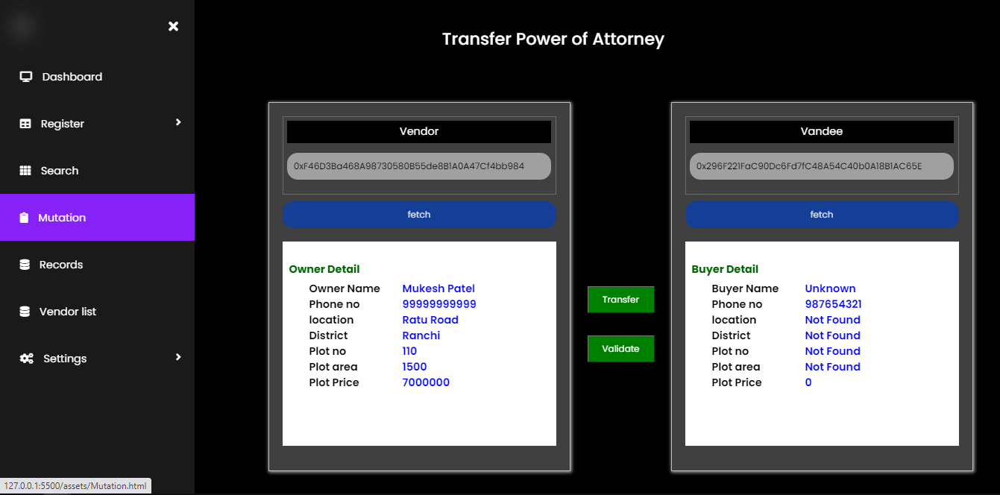 Transfer Power of Attorney
Dashboard
Register
Search
Mutation
Records
Vendor list
Settings
Vendor
0xF46D3Ba468A98730580B55de8B1A0A47Cf4bb984
fetch
Owner Detail
Owner Name Mukesh Patel
Phone no 99999999999
location Ratu Road
District Ranchi
Plot no 110
Plot area 1500
Plot Price 7000000
Transfer
Validate
Vandee
0x296F221FaC90Dc6Fd7fC48A54C40b0A18B1AC65E
fetch
Buyer Detail
Buyer Name Unknown
Phone no 987654321
location Not Found
District Not Found
Plot no Not Found
Plot area Not Found
Plot Price 0
127.0.0.1:5500/assets/Mutation.html